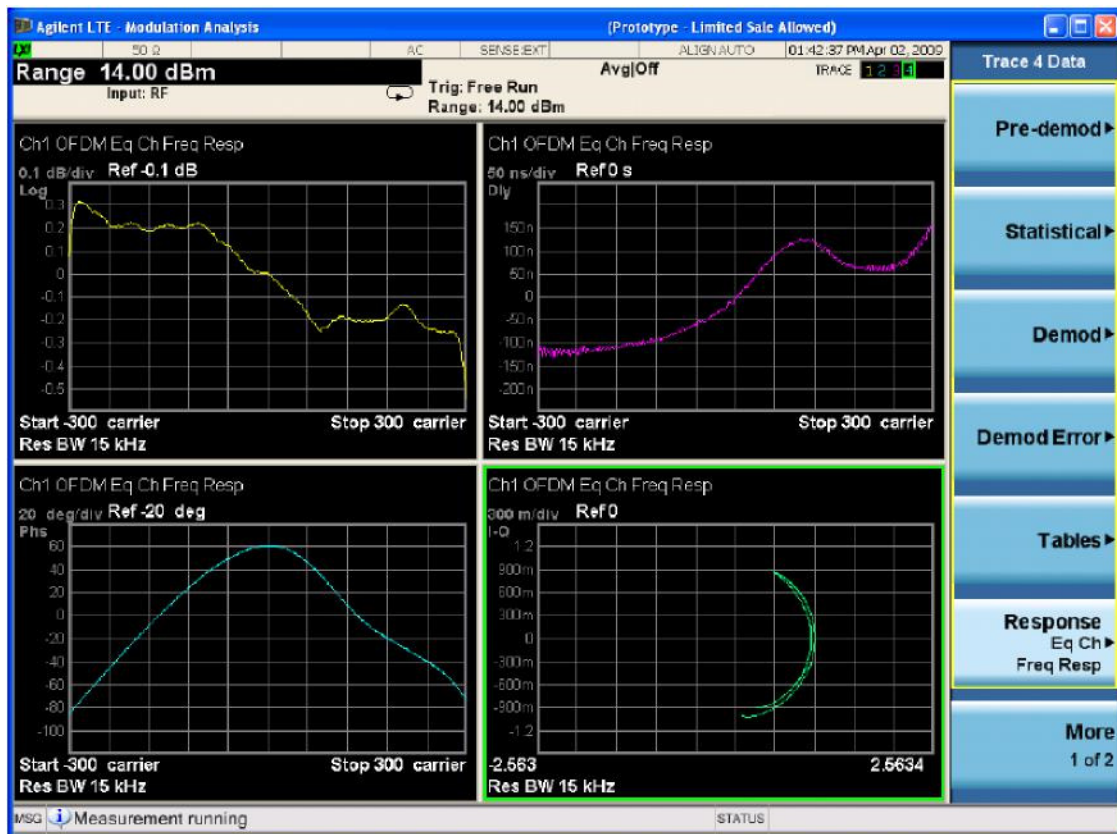 Agilent LTE - Modulation Analysis (Prototype - Limited Sale Allowed)
LXI 50 Ω AC SENSE:EXT ALIGN AUTO 01:42:37 PM Apr 02, 2009
Range 14.00 dBm
Input: RF
Trig: Free Run
Range: 14.00 dBm
Avg|Off
TRACE 1 2 3 4
Ch1 OFDM Eq Ch Freq Resp
0.1 dB/div Ref -0.1 dB
Log
0.3
0.2
0.1
0
-0.1
-0.2
-0.3
-0.4
-0.5
Start -300 carrier Stop 300 carrier
Res BW 15 kHz
Ch1 OFDM Eq Ch Freq Resp
50 ns/div Ref 0 s
Dly
150n
100n
50n
0
-50n
-100n
-150n
-200n
Start -300 carrier Stop 300 carrier
Res BW 15 kHz
Ch1 OFDM Eq Ch Freq Resp
20 deg/div Ref -20 deg
Phs
60
40
20
0
-20
-40
-60
-80
-100
Start -300 carrier Stop 300 carrier
Res BW 15 kHz
Ch1 OFDM Eq Ch Freq Resp
300 m/div Ref 0
I-Q
1.2
900m
600m
300m
0
-300m
-600m
-900m
-1.2
-2.563 2.5634
Res BW 15 kHz
Trace 4 Data
Pre-demod
Statistical
Demod
Demod Error
Tables
Response
Eq Ch
Freq Resp
More
1 of 2
MSG Measurement running STATUS